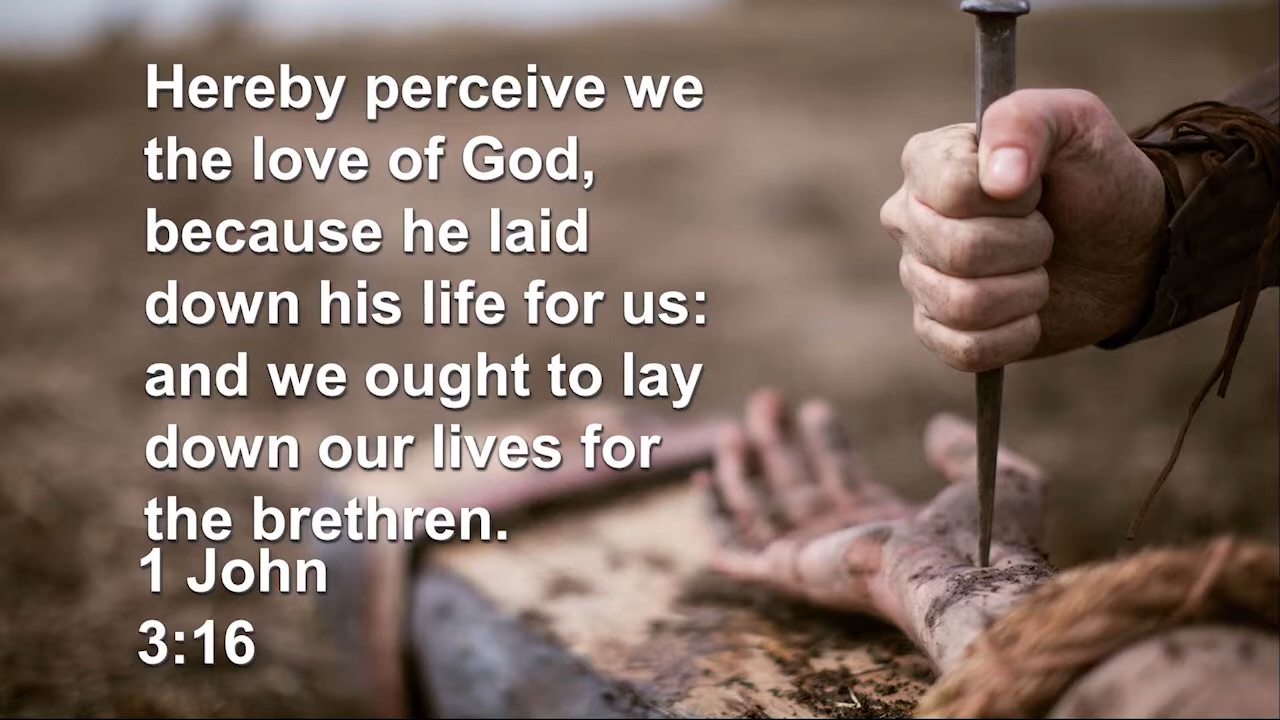 Hereby perceive we
the love of God,
because he laid
down his life for us:
and we ought to lay
down our lives for
the brethren.
1 John
3:16